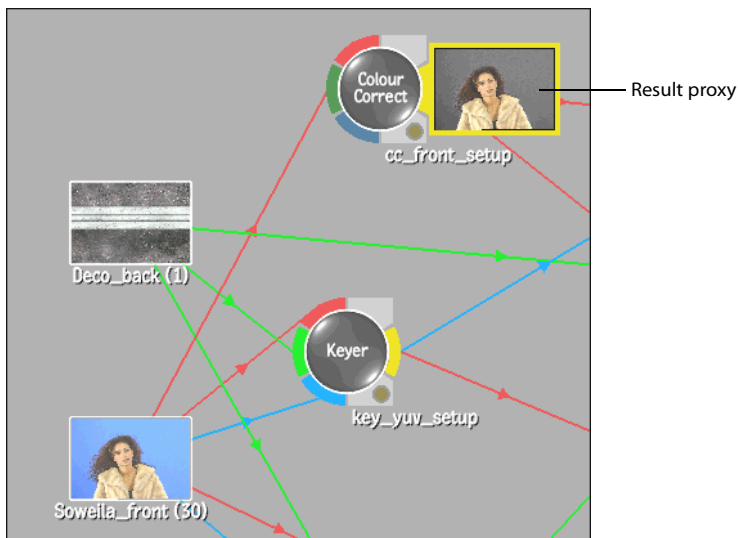 Colour
Correct
Result proxy
cc_front_setup
Deco_back (1)
Keyer
key_yuv_setup
Soweila_front (30)